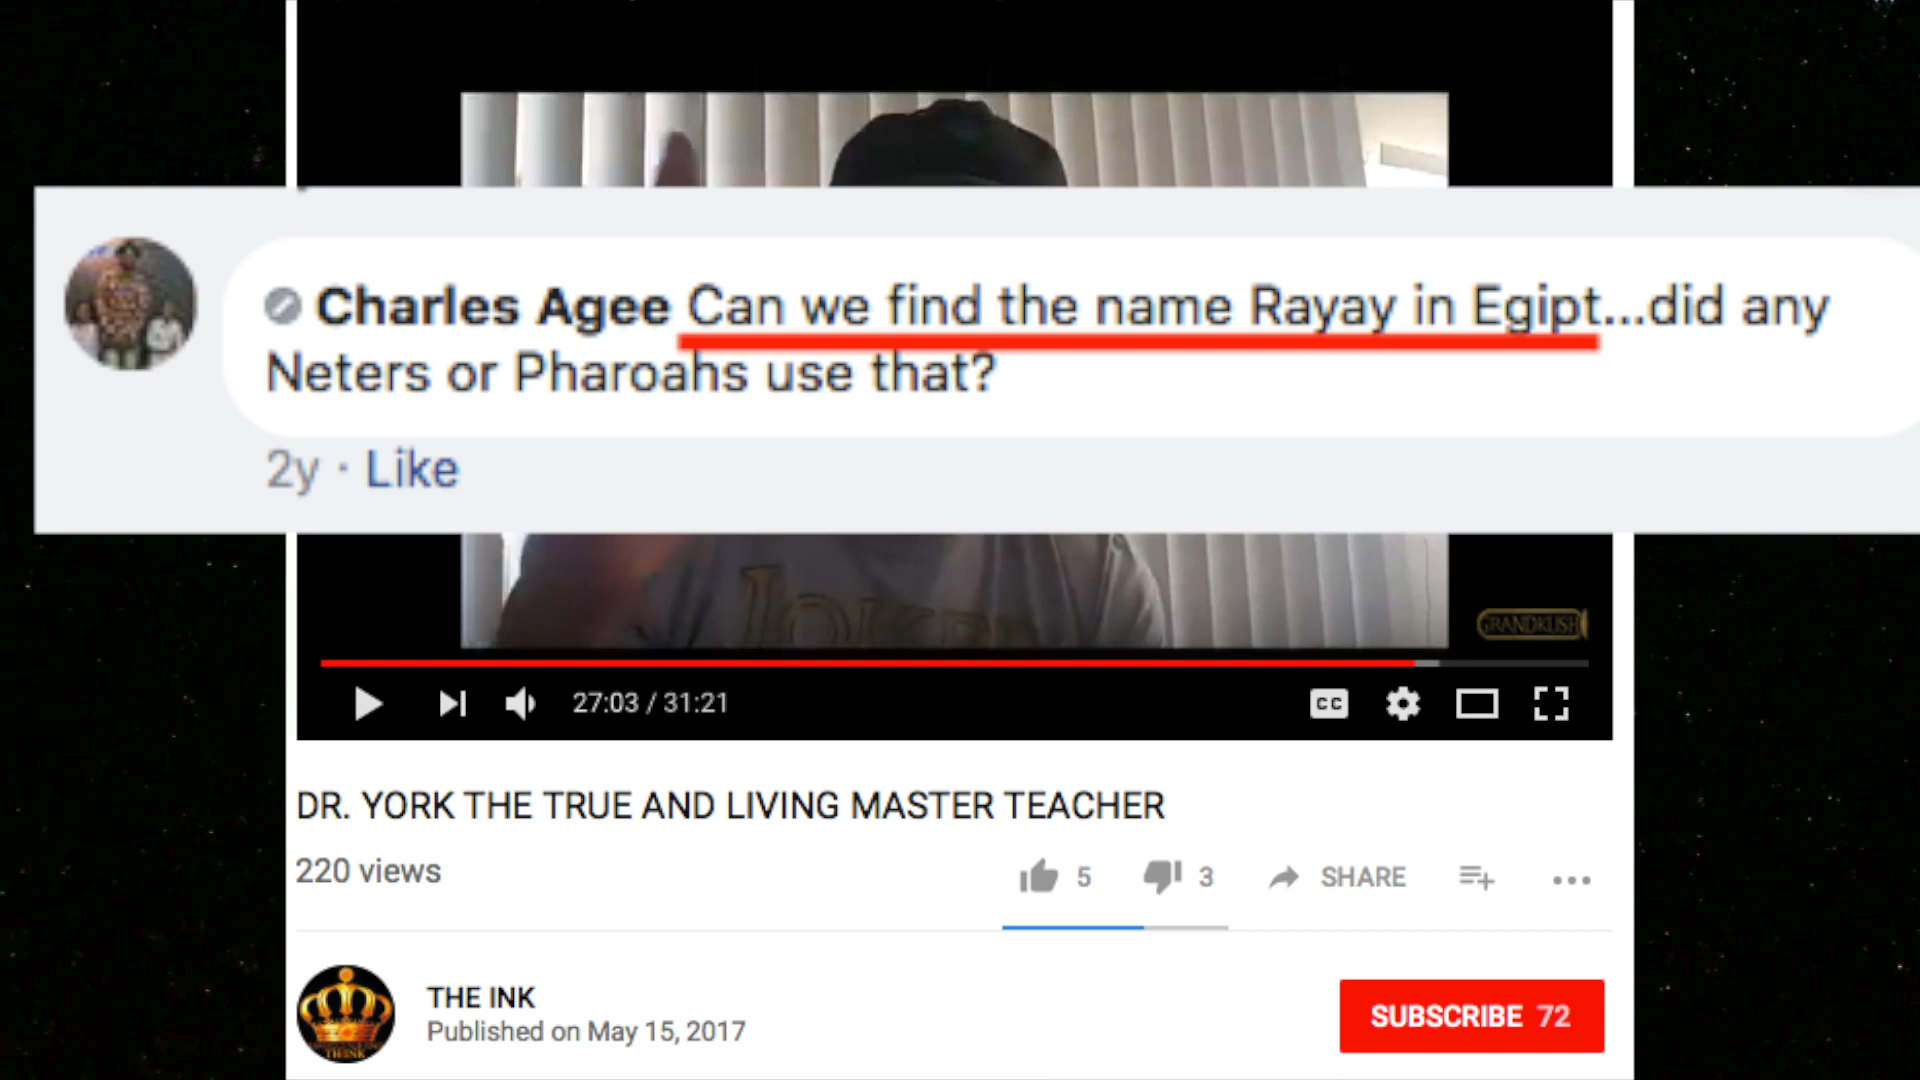 Charles Agee Can we find the name Rayay in Egipt...did any
Neters or Pharoahs use that?
2y · Like
JOKER
GRANDKUSH
27:03 / 31:21
CC
DR. YORK THE TRUE AND LIVING MASTER TEACHER
220 views
5
3
SHARE
THE INK
Published on May 15, 2017
SUBSCRIBE 72